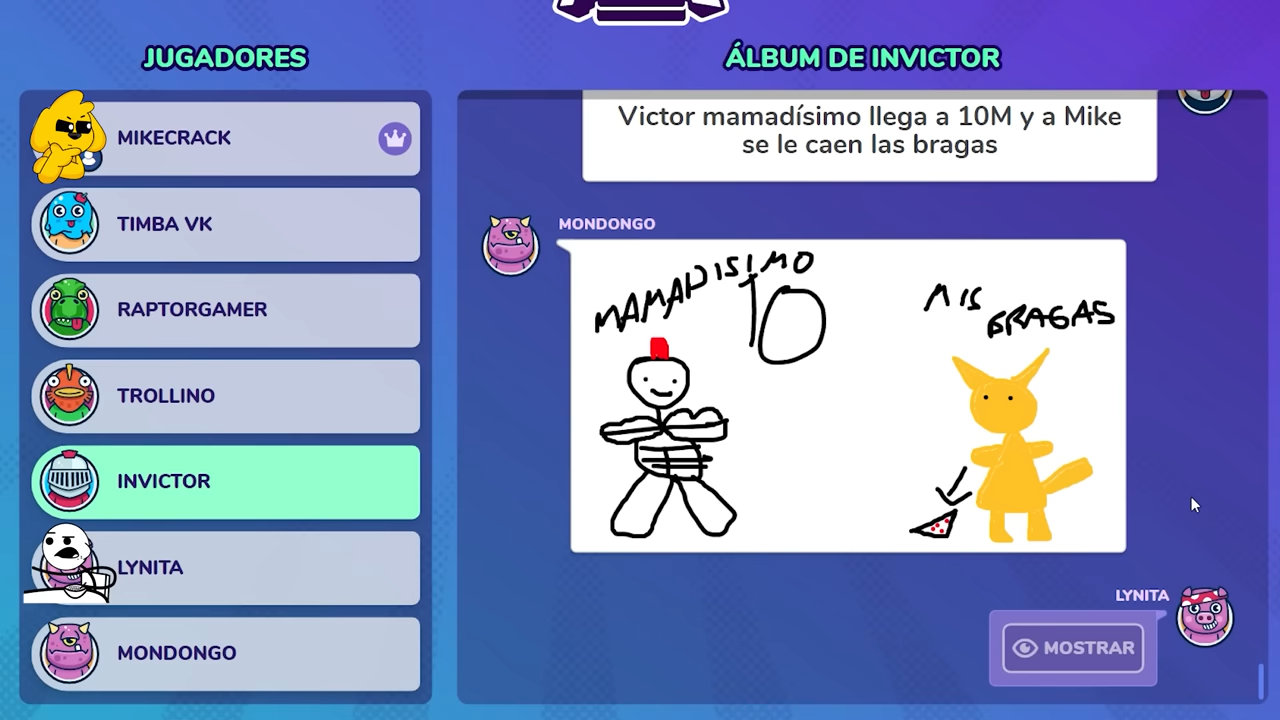 JUGADORES
MIKECRACK
TIMBA VK
RAPTORGAMER
TROLLINO
INVICTOR
LYNITA
MONDONGO
ÁLBUM DE INVICTOR
Victor mamadísimo llega a 10M y a Mike
se le caen las bragas
MONDONGO
MAMADISIMO
10
MIS
BRAGAS
LYNITA
MOSTRAR